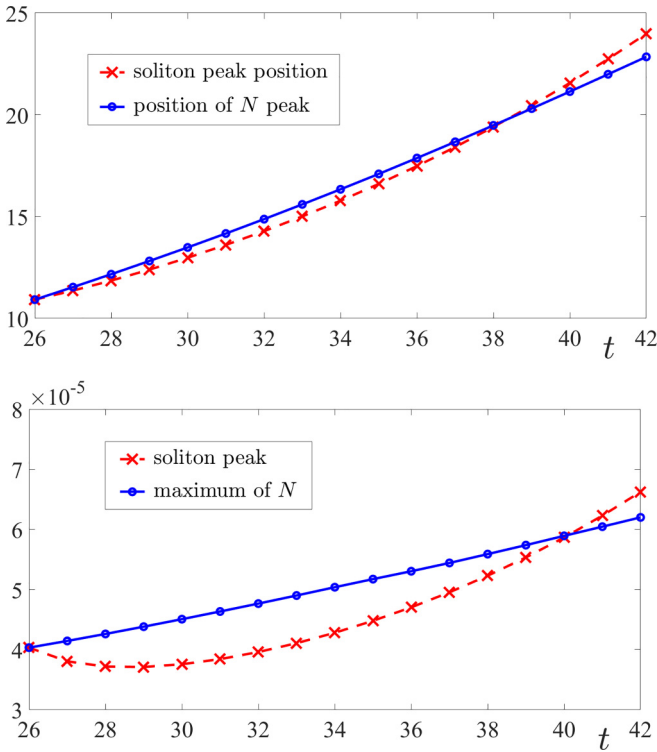 25
20
15
10
soliton peak position
position of N peak
26 28 30 32 34 36 38 40 42
t
×10-5
8
7
6
5
4
3
soliton peak
maximum of N
26 28 30 32 34 36 38 40 42
t